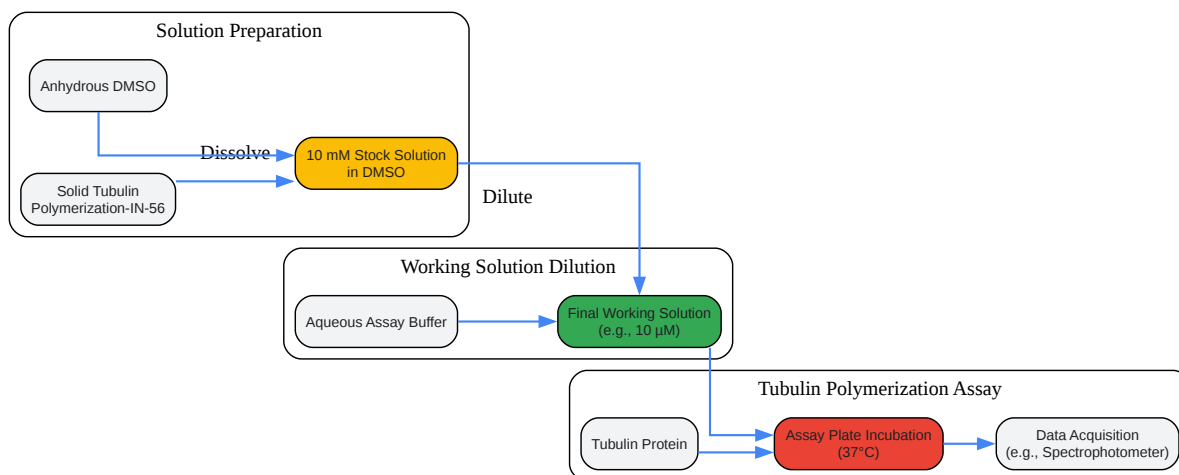 Solution Preparation
Anhydrous DMSO
Dissolve
10 mM Stock Solution
in DMSO
Solid Tubulin
Polymerization-IN-56
Dilute
Working Solution Dilution
Aqueous Assay Buffer
Final Working Solution
(e.g., 10 µM)
Tubulin Polymerization Assay
Tubulin Protein
Assay Plate Incubation
(37°C)
Data Acquisition
(e.g., Spectrophotometer)